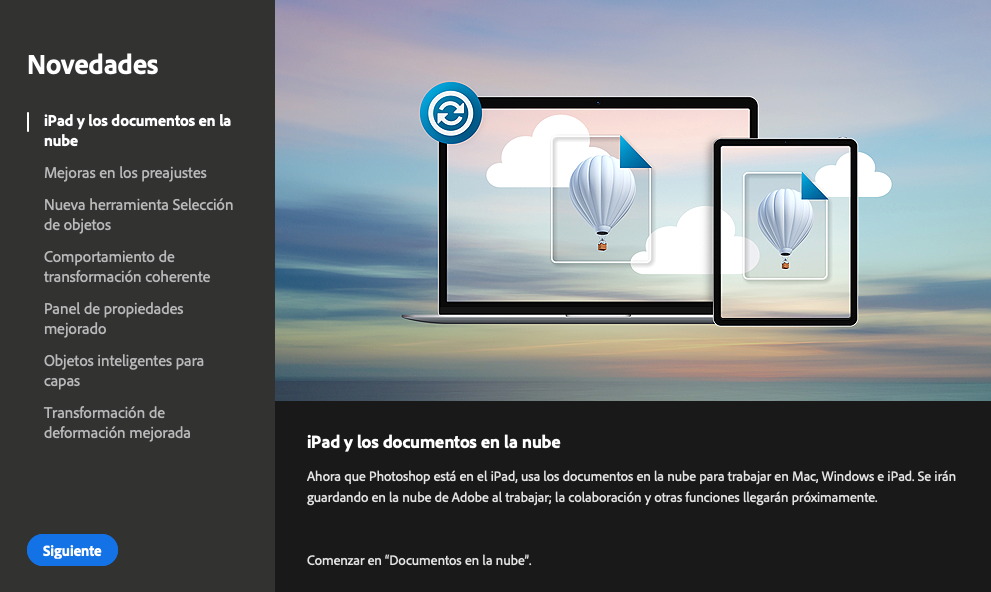 Novedades
iPad y los documentos en la
nube
Mejoras en los preajustes
Nueva herramienta Selección
de objetos
Comportamiento de
transformación coherente
Panel de propiedades
mejorado
Objetos inteligentes para
capas
Transformación de
deformación mejorada
Siguiente
iPad y los documentos en la nube
Ahora que Photoshop está en el iPad, usa los documentos en la nube para trabajar en Mac, Windows e iPad. Se irán
guardando en la nube de Adobe al trabajar; la colaboración y otras funciones llegarán próximamente.
Comenzar en “Documentos en la nube”.